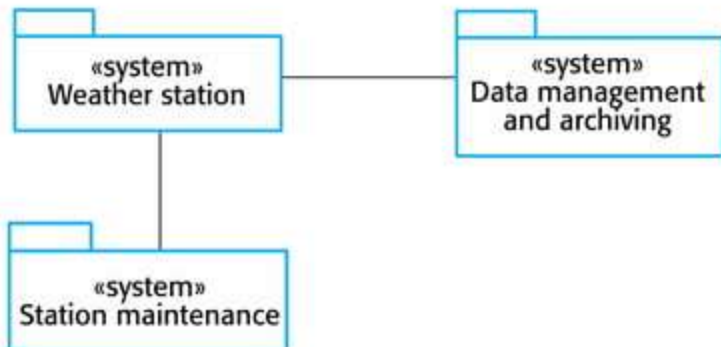 «system»
Weather station
«system»
Data management
and archiving
«system»
Station maintenance